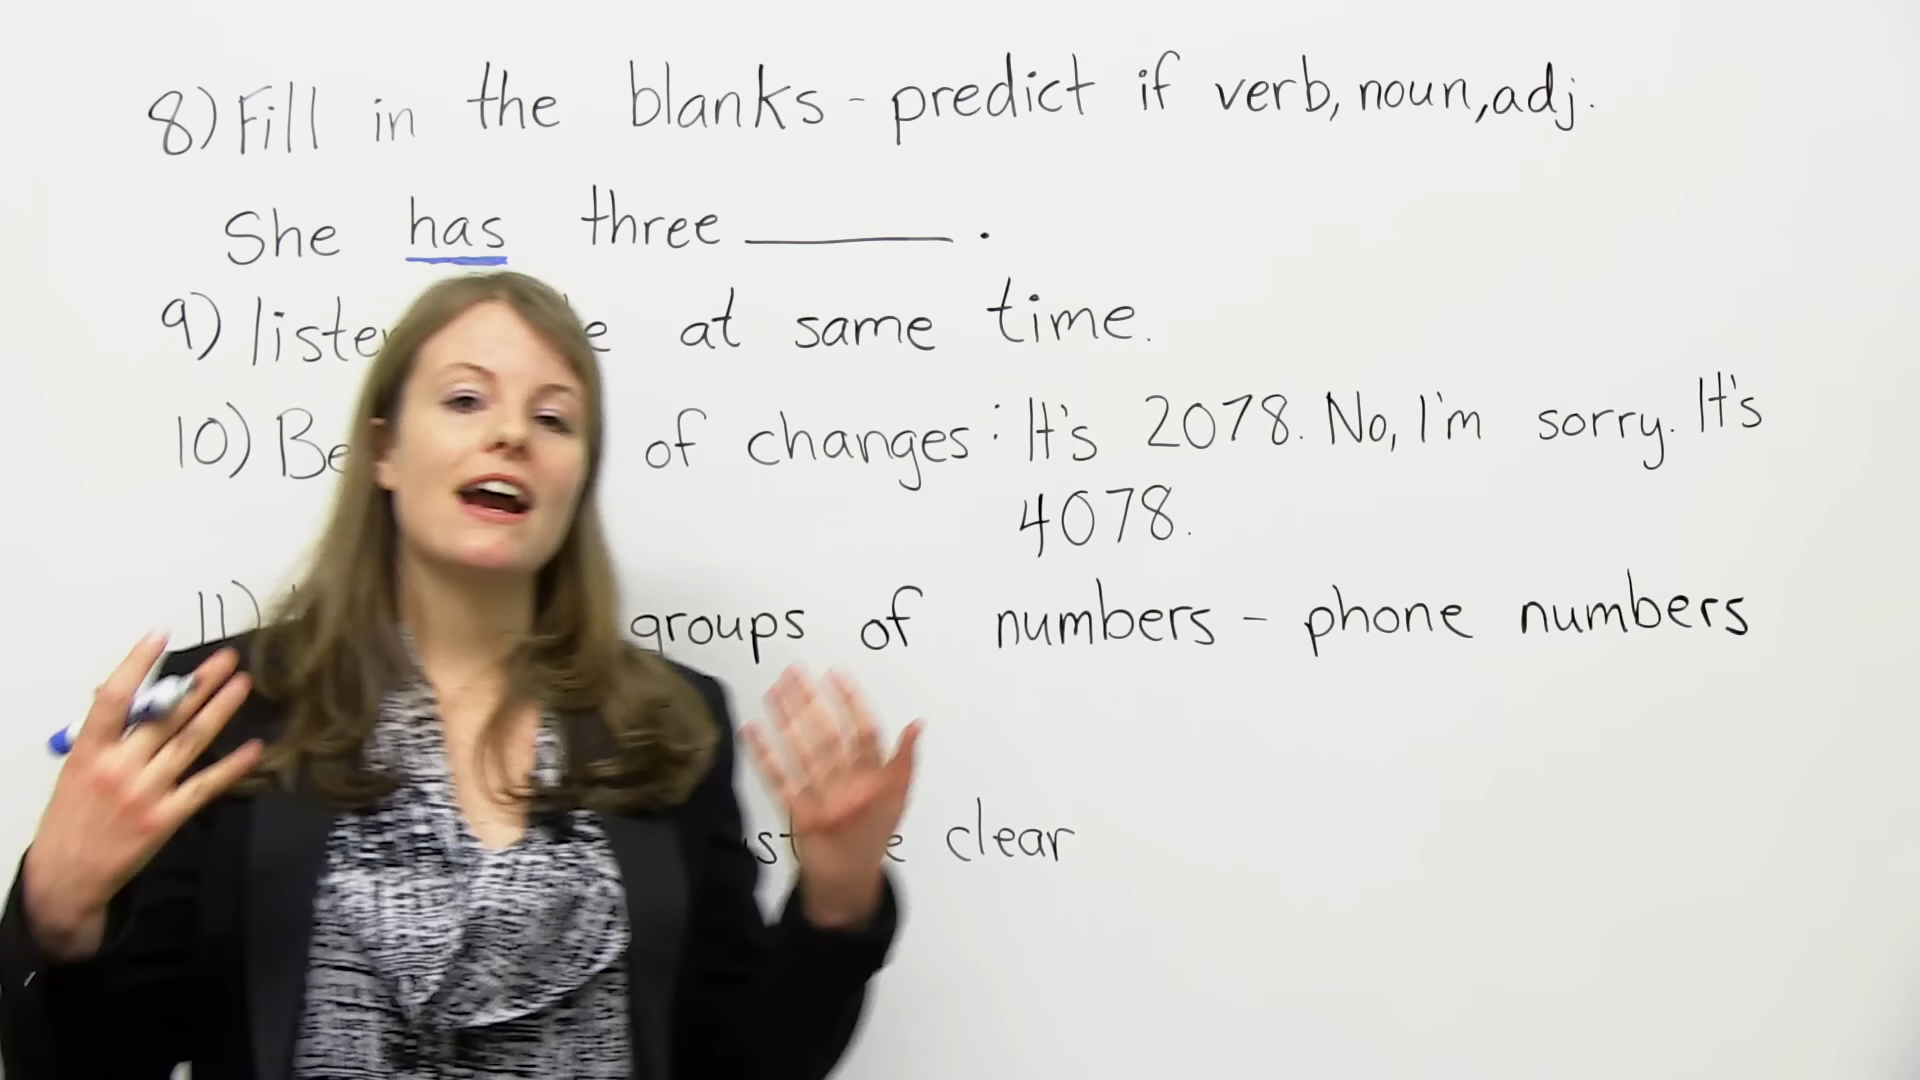 8) Fill in the blanks - predict if verb, noun, adj.
She has three ______.
9) at same time.
10) of changes: It's 2078. No, I'm sorry. It's
4078.
11) groups of numbers - phone numbers
clear